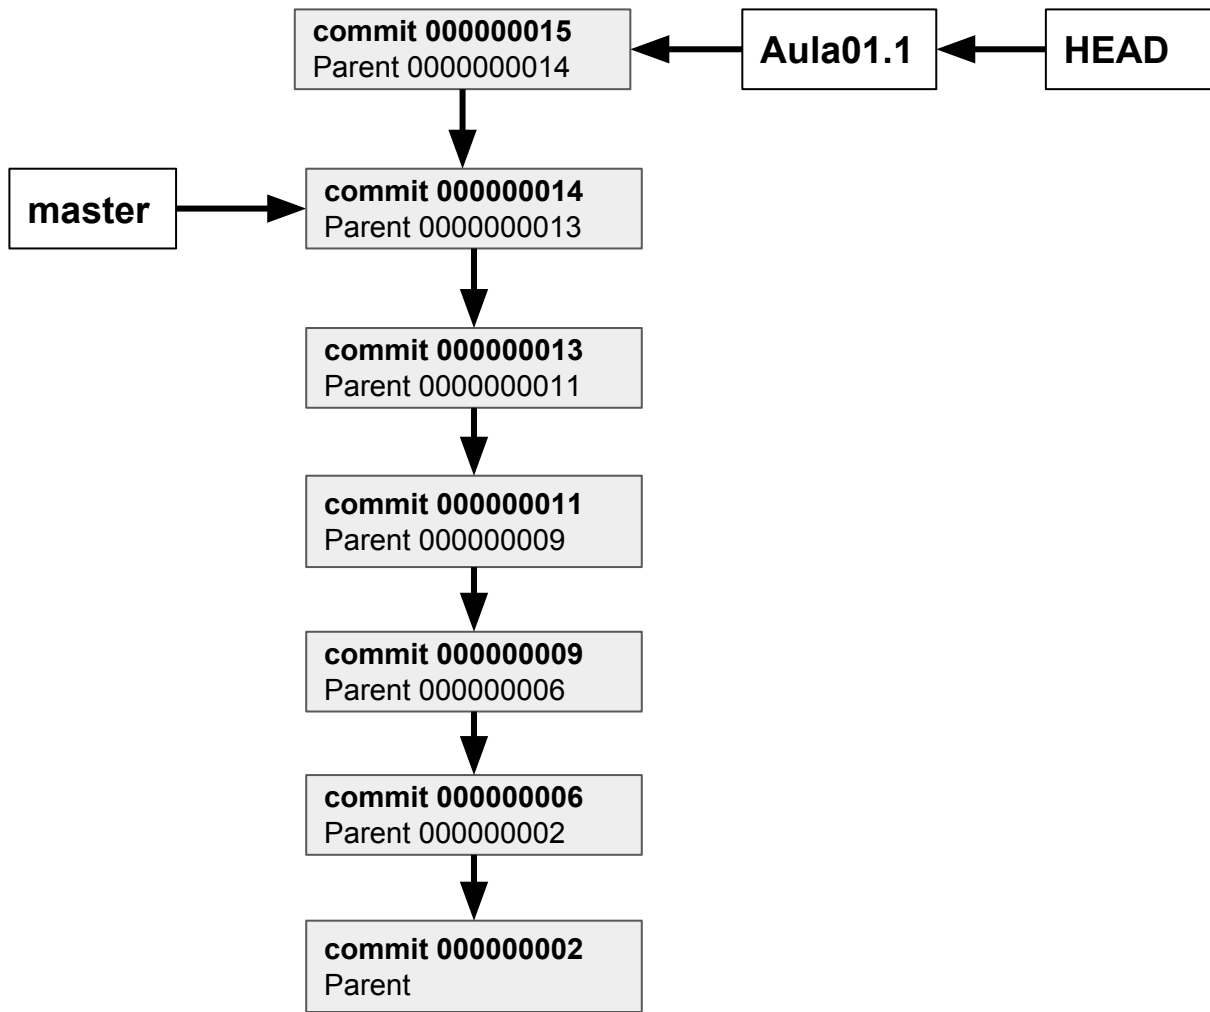 commit 000000015
Parent 0000000014
Aula01.1
HEAD
master
commit 000000014
Parent 0000000013
commit 000000013
Parent 0000000011
commit 000000011
Parent 000000009
commit 000000009
Parent 000000006
commit 000000006
Parent 000000002
commit 000000002
Parent